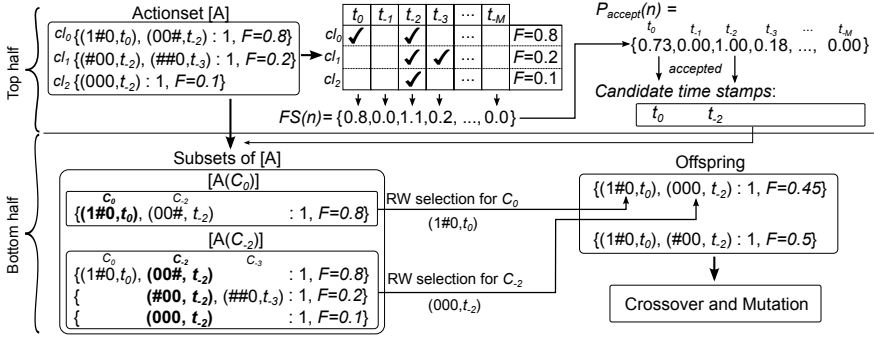 Top half
Actionset [A]
cl0 {(1#0,t0), (00#,t-2) : 1, F=0.8}
cl1 {(#00,t-2), (##0,t-3) : 1, F=0.2}
cl2 {(000,t-2) : 1, F=0.1}
t0 t-1 t-2 t-3 ··· t-M
cl0 ✓ ✓ ··· F=0.8
cl1 ✓ ✓ ··· F=0.2
cl2 ✓ ··· F=0.1
FS(n)= {0.8,0.0,1.1,0.2, ...,0.0}
Paccept(n) =
t0 t-1 t-2 ··· t-M
{0.73,0.00,1.00,0.18, ..., 0.00}
accepted
Candidate time stamps:
t0 t-2
Bottom half
Subsets of [A]
[A(C0)]
C0 C-2
{(1#0,t0), (00#, t-2) : 1, F=0.8}
[A(C-2)]
C0 C-2 C-3
{(1#0,t0), (00#, t-2) : 1, F=0.8}
{ (#00, t-2), (##0,t-3) : 1, F=0.2}
{ (000, t-2) : 1, F=0.1}
RW selection for C0
(1#0,t0)
RW selection for C-2
(000,t-2)
Offspring
{(1#0,t0), (000, t-2) : 1, F=0.45}
{(1#0,t0), (#00, t-2) : 1, F=0.5}
Crossover and Mutation